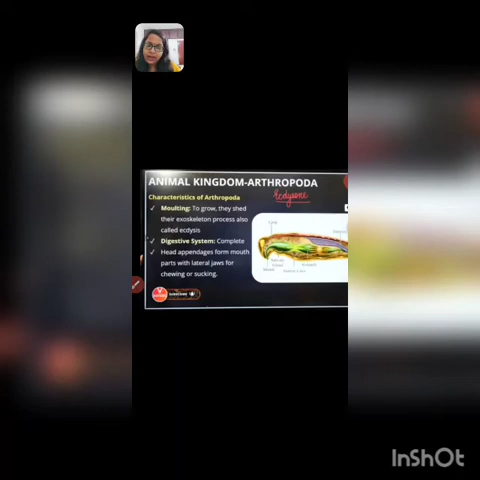 ANIMAL KINGDOM-ARTHROPODA
Ecdysone
Characteristics of Arthropoda
✓ Moulting: To grow, they shed
their exoskeleton process also
called ecdysis
✓ Digestive System: Complete
✓ Head appendages form mouth
parts with lateral jaws for
chewing or sucking.
SUBSCRIBE
InShOt